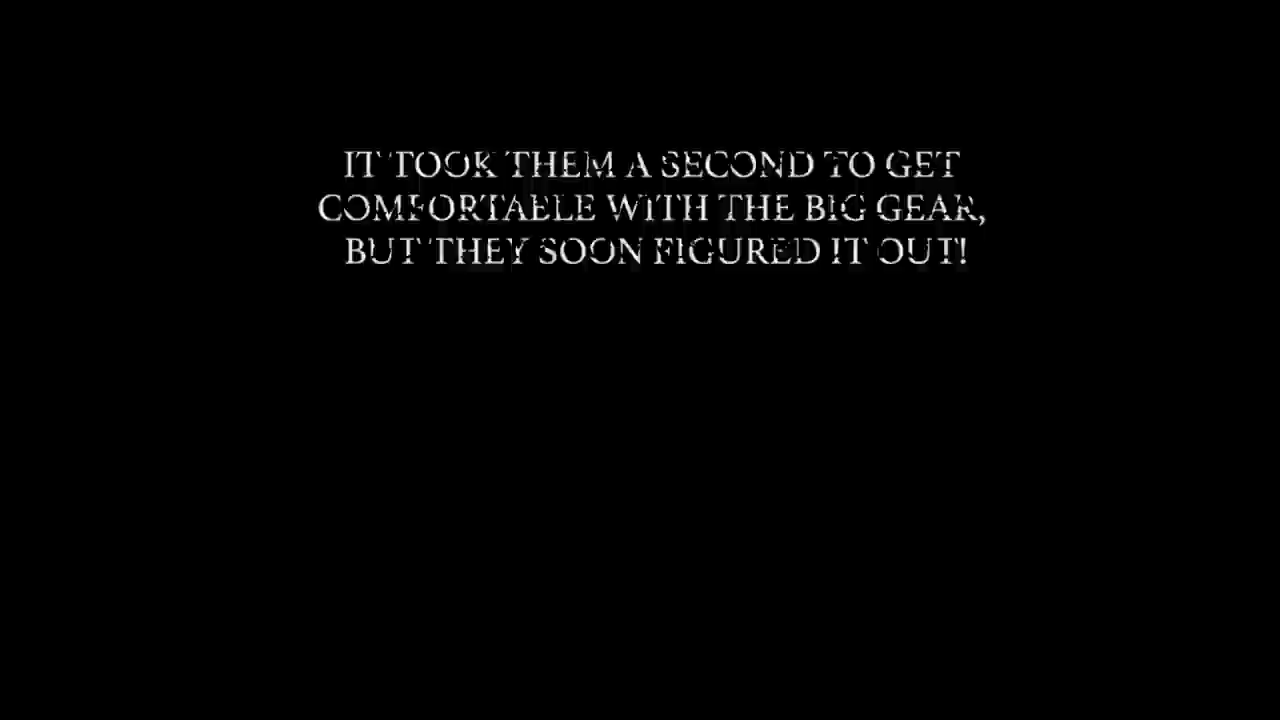 IT TOOK THEM A SECOND TO GET
COMFORTABLE WITH THE BIG GEAR,
BUT THEY SOON FIGURED IT OUT!